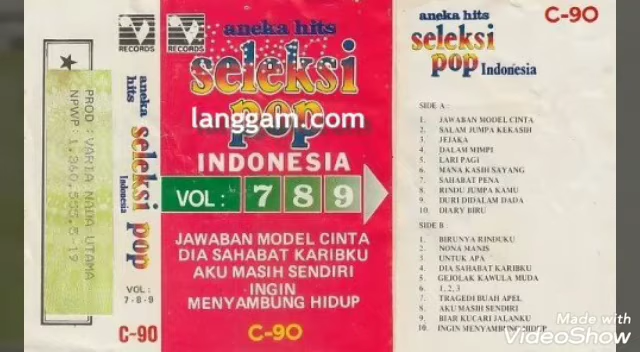 PROD : VARIA NADA UTAMA
NPWP : 1.360.555.5-19
V
RECORDS
aneka
hits
seleksi
pop
Indonesia
VOL :
7-8-9
C-90
V
RECORDS
aneka hits
seleksi
pop
langgam.com
INDONESIA
VOL : 7 8 9
JAWABAN MODEL CINTA
DIA SAHABAT KARIBKU
AKU MASIH SENDIRI
INGIN
MENYAMBUNG HIDUP
C-90
aneka hits
C-90
seleksi
pop Indonesia
SIDE A :
1. JAWABAN MODEL CINTA
2. SALAM JUMPA KEKASIH
3. JEJAKA
4. DALAM MIMPI
5. LARI PAGI
6. MANA KASIH SAYANG
7. SAHABAT PENA
8. RINDU JUMPA KAMU
9. DURI DIDALAM DADA
10. DIARY BIRU
SIDE B :
1. BIRUNYA RINDUKU
2. NONA MANIS
3. UNTUK APA
4. DIA SAHABAT KARIBKU
5. GEJOLAK KAWULA MUDA
6. 1, 2, 3
7. TRAGEDI BUAH APEL
8. AKU MASIH SENDIRI
9. BIAR KUCARI JALANKU
10. INGIN MENYAMBUNG HIDUP
Made with
VideoShow